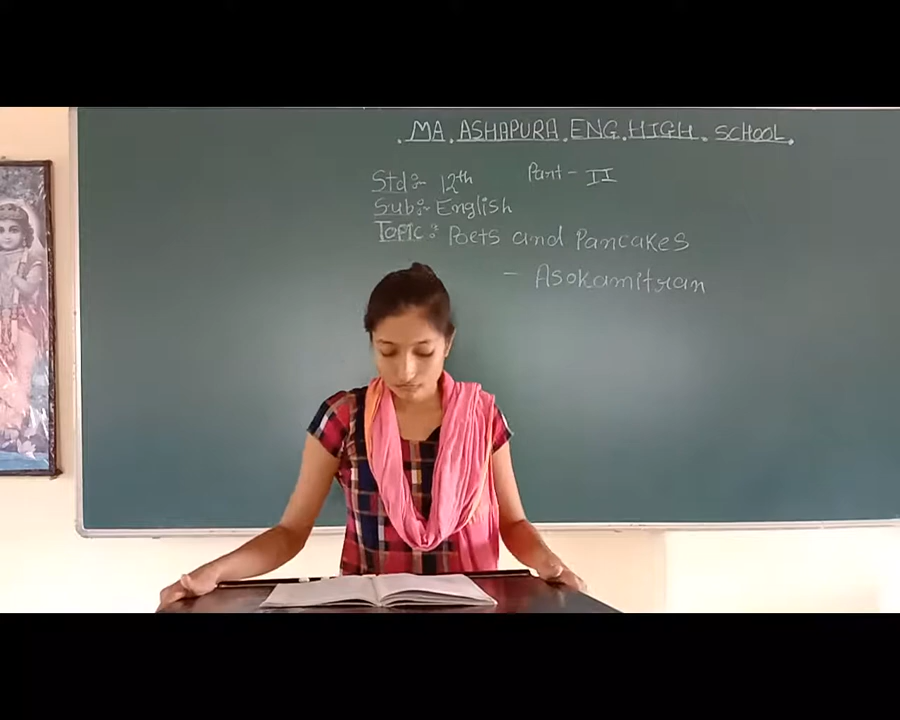 MA. ASHAPURA. ENG. HIGH. SCHOOL.
Std:- 12th Part - II
Sub:- English
TOPIC:- Poets and Pancakes
- Asokamitran